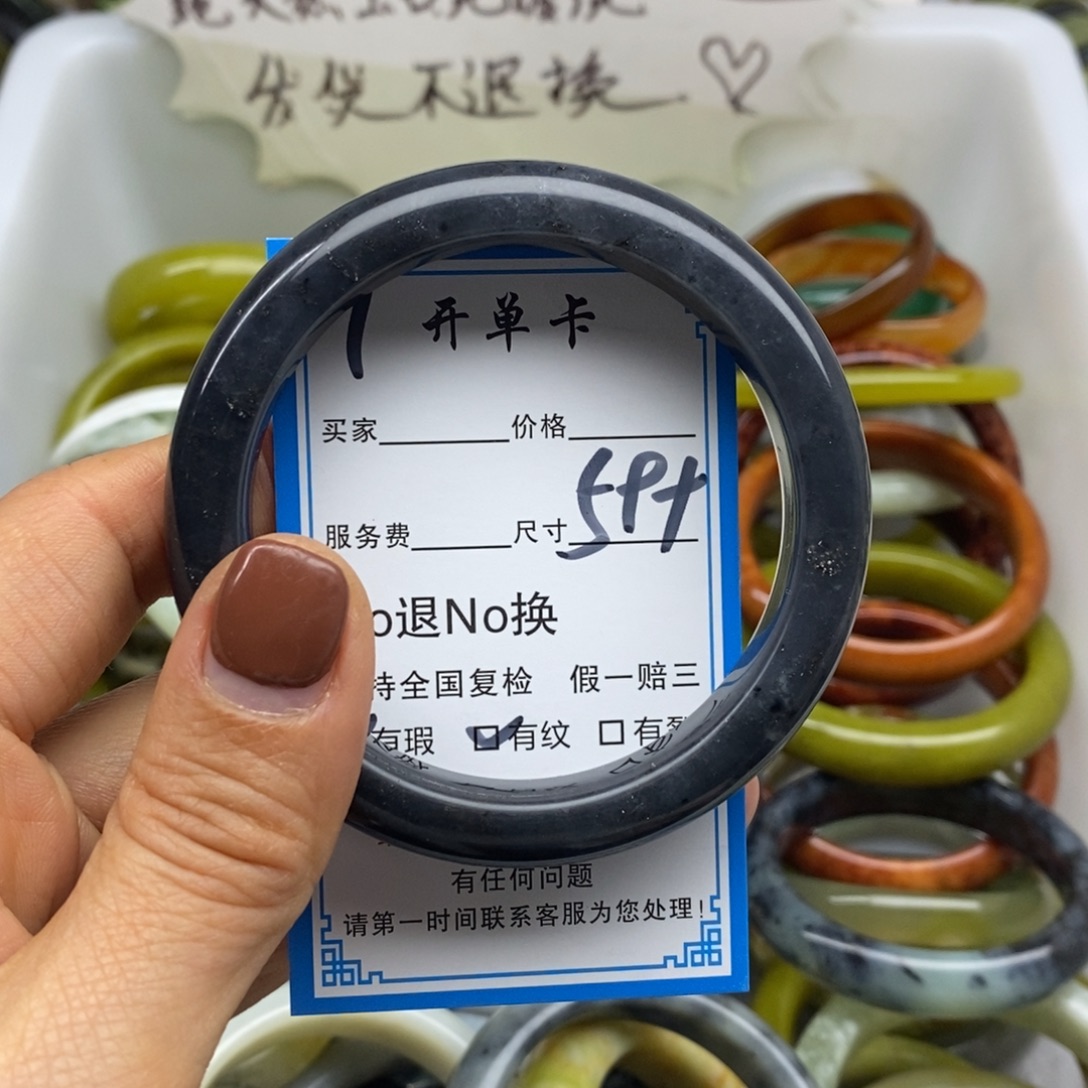 售货不退换
开单卡
买家 价格
服务费 尺寸 59+
o退No换
持全国复检 假一赔三
有瑕 有纹 有
有任何问题
请第一时间联系客服为您处理！